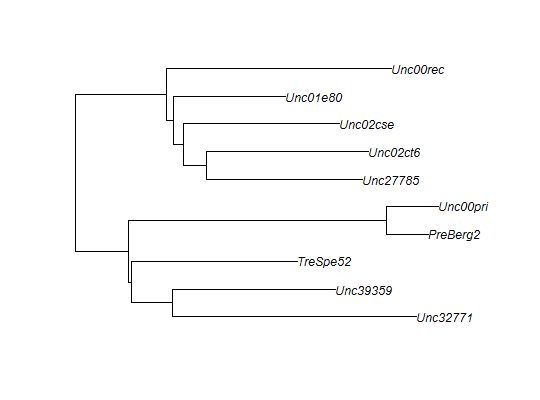 Unc00rec
Unc01e80
Unc02cse
Unc02ct6
Unc27785
Unc00pri
PreBerg2
TreSpe52
Unc39359
Unc32771